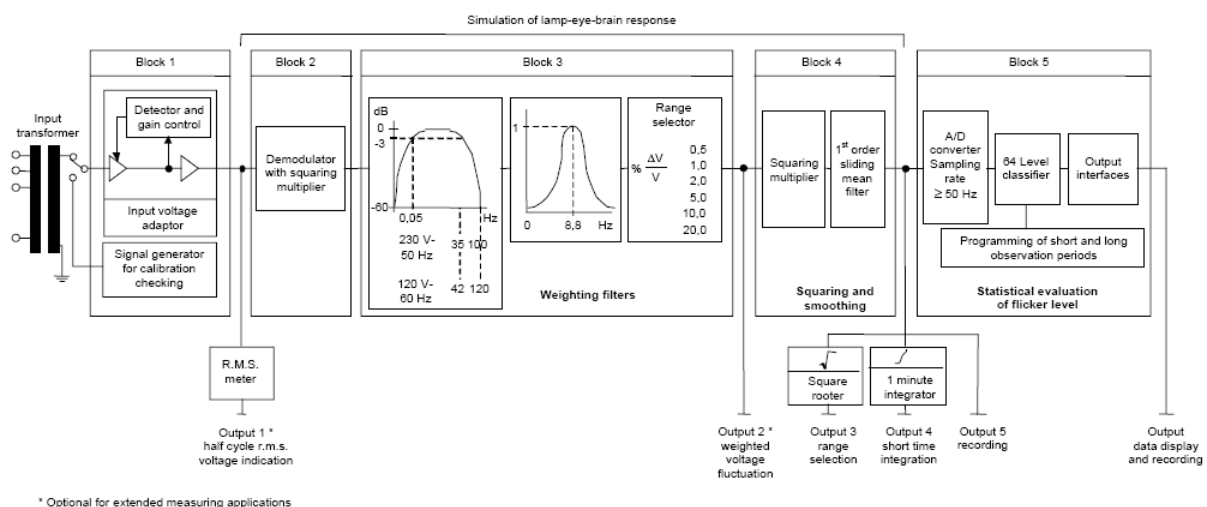 Simulation of lamp-eye-brain response
Block 1
Block 2
Block 3
Block 4
Block 5
Input
transformer
Detector and
gain control
Input voltage
adaptor
Signal generator
for calibration
checking
Demodulator
with squaring
multiplier
dB
0
-3
-60
0,05
Hz
230 V-
50 Hz
35 100
120 V-
60 Hz
42 120
1
0
8,8
Hz
Range
selector
% ΔV
V
0,5
1,0
2,0
5,0
10,0
20,0
Weighting filters
Squaring
multiplier
1st order
sliding
mean
filter
Squaring and
smoothing
A/D
converter
Sampling
rate
≥ 50 Hz
64 Level
classifier
Output
interfaces
Programming of short and long
observation periods
Statistical evaluation
of flicker level
R.M.S.
meter
√
Square
rooter
1 minute
integrator
Output 1 *
half cycle r.m.s.
voltage indication
Output 2 *
weighted
voltage
fluctuation
Output 3
range
selection
Output 4
short time
integration
Output 5
recording
Output
data display
and recording
* Optional for extended measuring applications